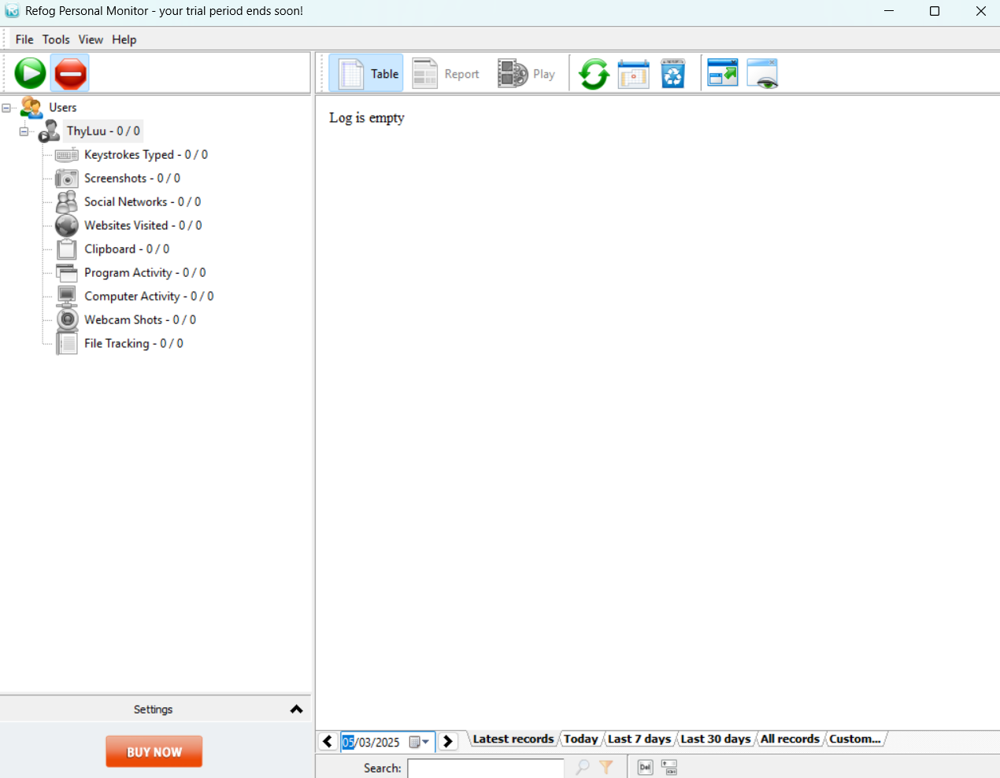 Refog Personal Monitor - your trial period ends soon!
File Tools View Help
Table Report Play
Users
ThyLuu - 0 / 0
Keystrokes Typed - 0 / 0
Screenshots - 0 / 0
Social Networks - 0 / 0
Websites Visited - 0 / 0
Clipboard - 0 / 0
Program Activity - 0 / 0
Computer Activity - 0 / 0
Webcam Shots - 0 / 0
File Tracking - 0 / 0
Settings
BUY NOW
Log is empty
05/03/2025 Latest records Today Last 7 days Last 30 days All records Custom...
Search: Del